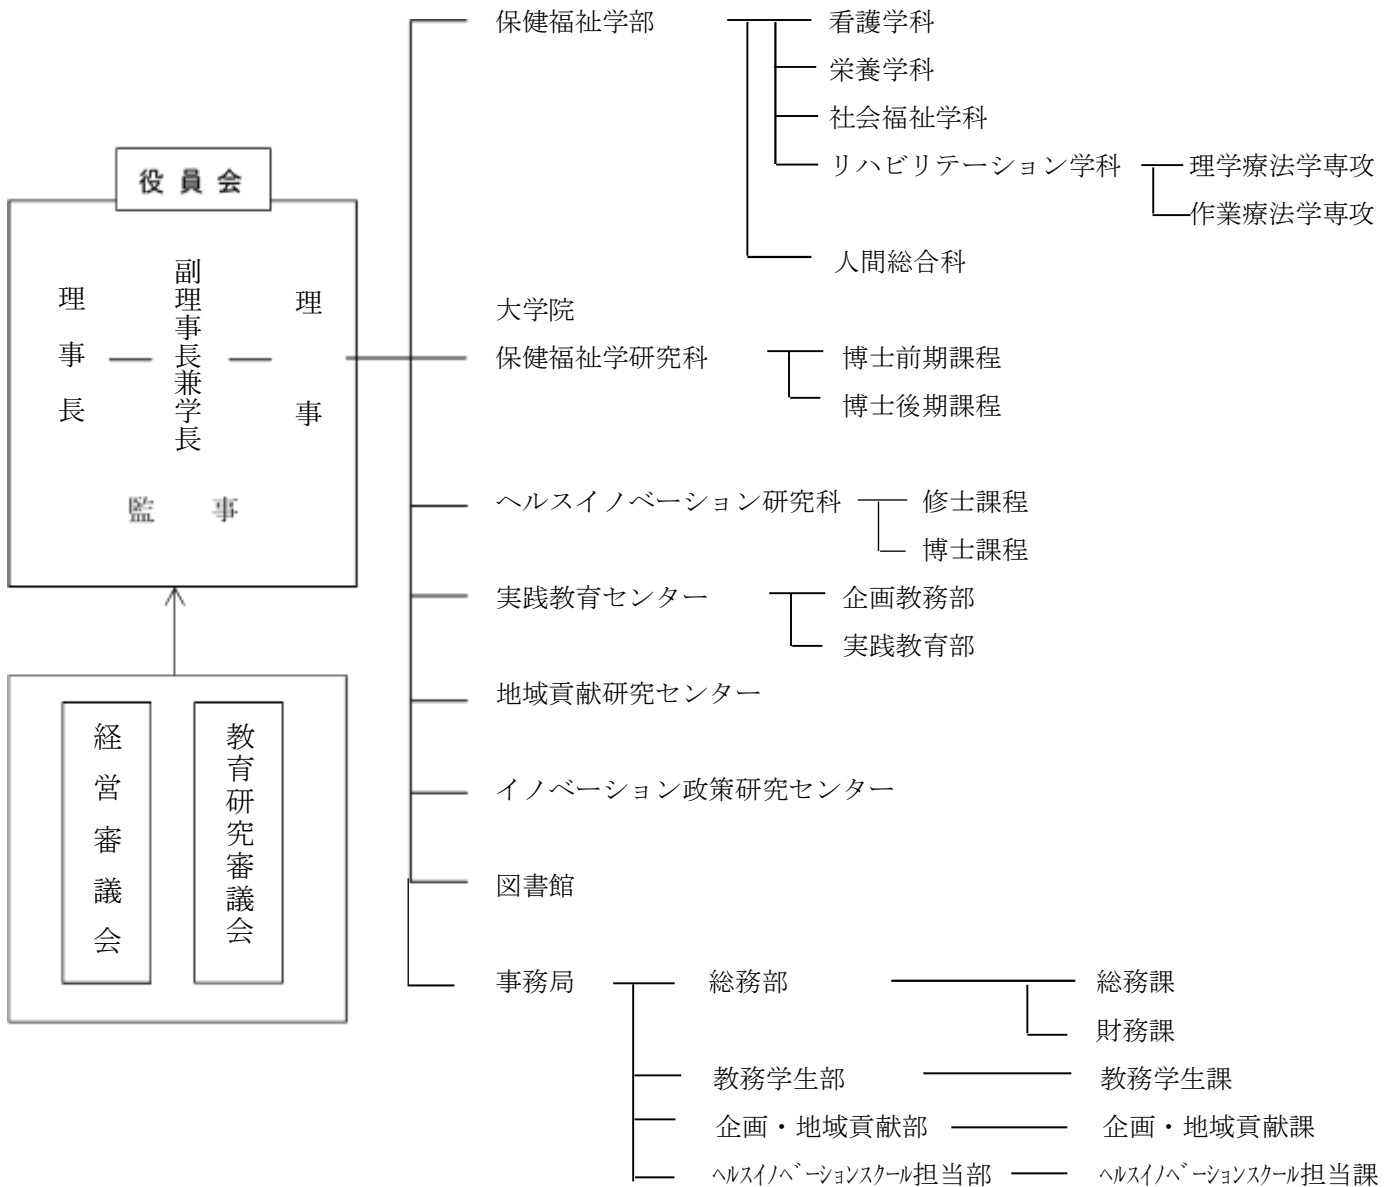 役員会
理事長
副理事長兼学長
理事
監事
経営審議会
教育研究審議会
保健福祉学部
看護学科
栄養学科
社会福祉学科
リハビリテーション学科
理学療法学専攻
作業療法学専攻
人間総合科
大学院
保健福祉学研究科
博士前期課程
博士後期課程
ヘルスイノベーション研究科
修士課程
博士課程
実践教育センター
企画教務部
実践教育部
地域貢献研究センター
イノベーション政策研究センター
図書館
事務局
総務部
総務課
財務課
教務学生部
教務学生課
企画・地域貢献部
企画・地域貢献課
ヘルスイノベーションスクール担当部
ヘルスイノベーションスクール担当課